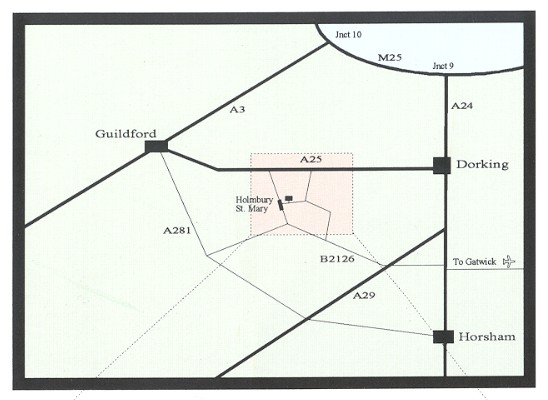 Jnct 10
M25
Jnct 9
A3
A24
Guildford
A25
Dorking
Holmbury
St. Mary
A281
B2126
To Gatwick
A29
Horsham